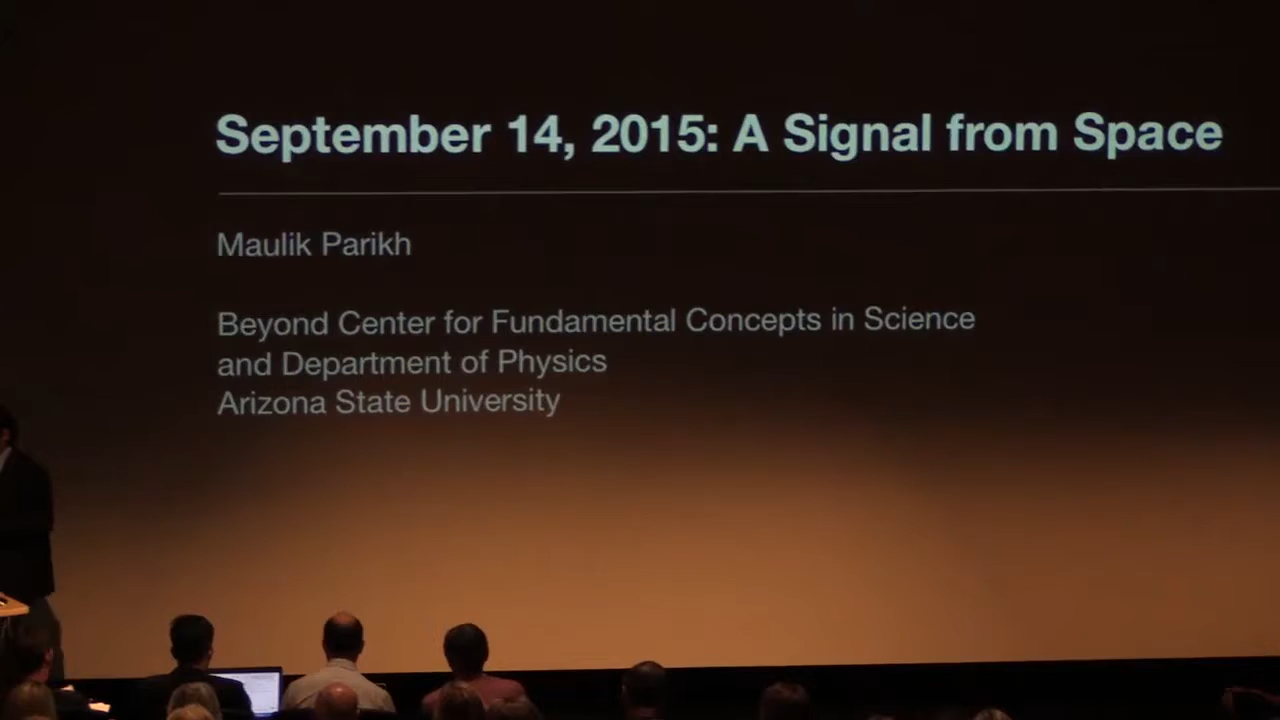 September 14, 2015: A Signal from Space
Maulik Parikh
Beyond Center for Fundamental Concepts in Science
and Department of Physics
Arizona State University